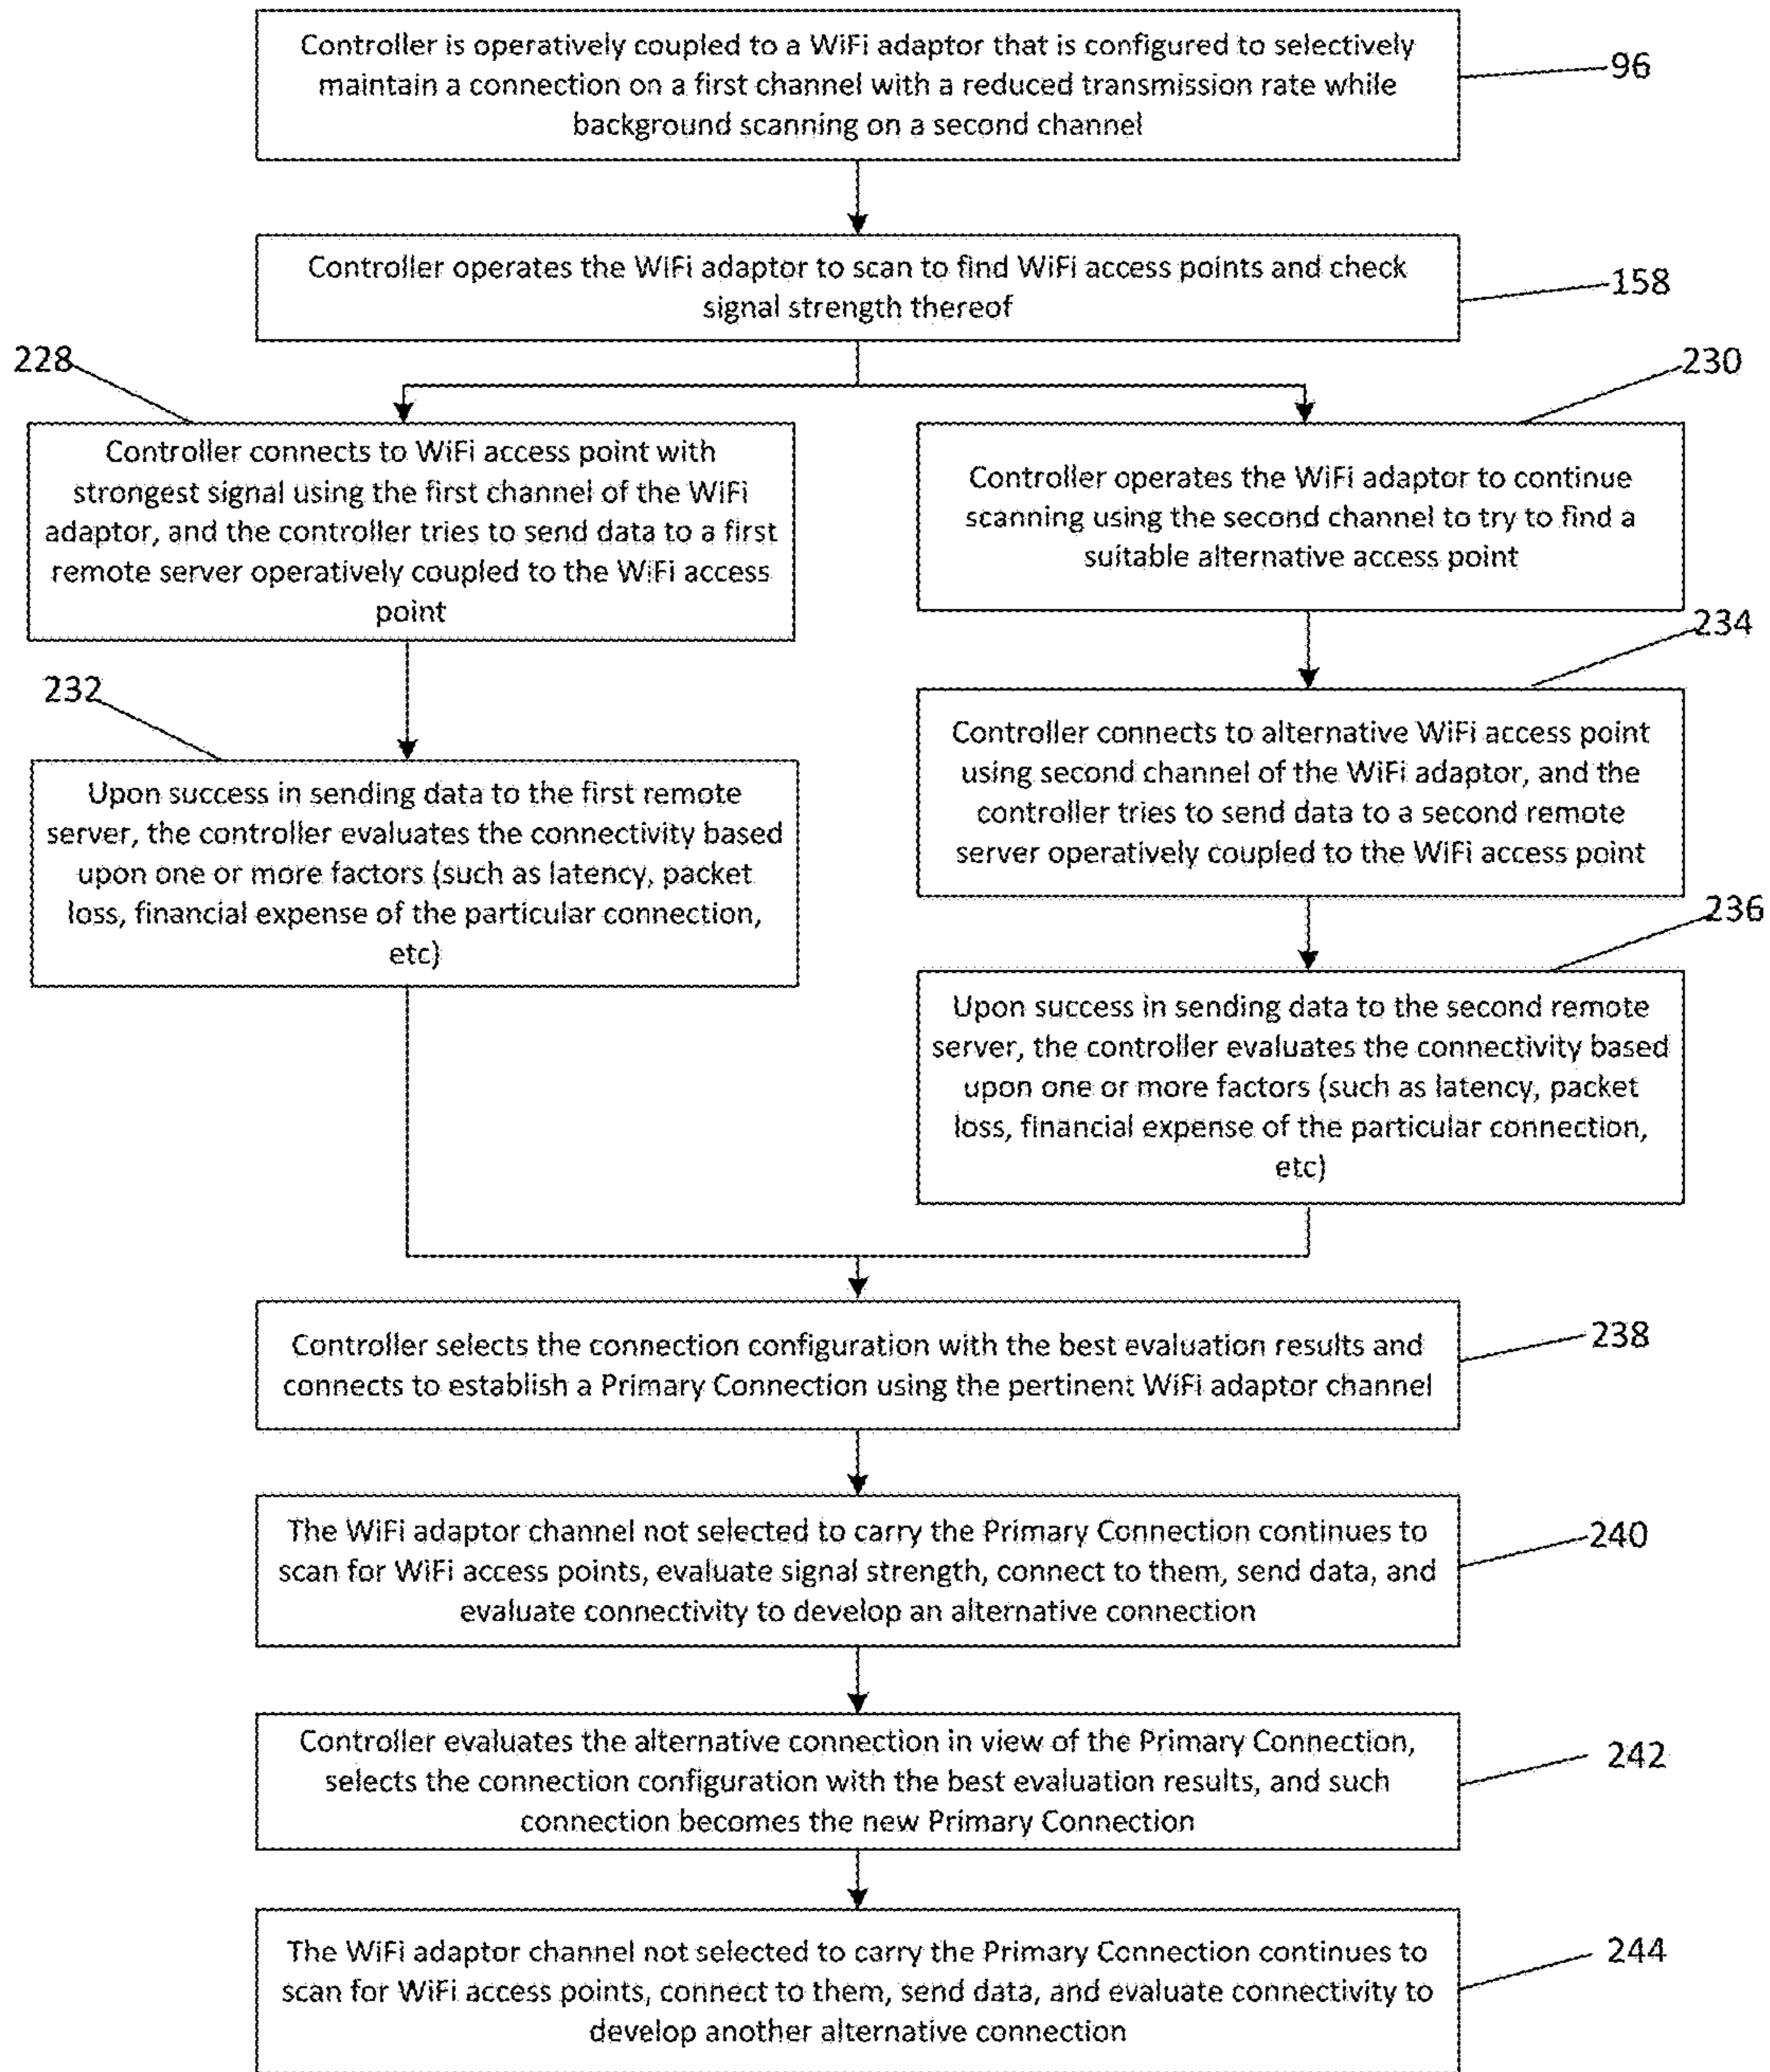 Controller is operatively coupled to a WiFi adaptor that is configured to selectively
maintain a connection on a first channel with a reduced transmission rate while
background scanning on a second channel
96
Controller operates the WiFi adaptor to scan to find WiFi access points and check
signal strength thereof
158
228
Controller connects to WiFi access point with
strongest signal using the first channel of the WiFi
adaptor, and the controller tries to send data to a first
remote server operatively coupled to the WiFi access
point
230
Controller operates the WiFi adaptor to continue
scanning using the second channel to try to find a
suitable alternative access point
232
Upon success in sending data to the first remote
server, the controller evaluates the connectivity based
upon one or more factors (such as latency, packet
loss, financial expense of the particular connection,
etc)
234
Controller connects to alternative WiFi access point
using second channel of the WiFi adaptor, and the
controller tries to send data to a second remote
server operatively coupled to the WiFi access point
236
Upon success in sending data to the second remote
server, the controller evaluates the connectivity based
upon one or more factors (such as latency, packet
loss, financial expense of the particular connection,
etc)
Controller selects the connection configuration with the best evaluation results and
connects to establish a Primary Connection using the pertinent WiFi adaptor channel
238
The WiFi adaptor channel not selected to carry the Primary Connection continues to
scan for WiFi access points, evaluate signal strength, connect to them, send data, and
evaluate connectivity to develop an alternative connection
240
Controller evaluates the alternative connection in view of the Primary Connection,
selects the connection configuration with the best evaluation results, and such
connection becomes the new Primary Connection
242
The WiFi adaptor channel not selected to carry the Primary Connection continues to
scan for WiFi access points, connect to them, send data, and evaluate connectivity to
develop another alternative connection
244